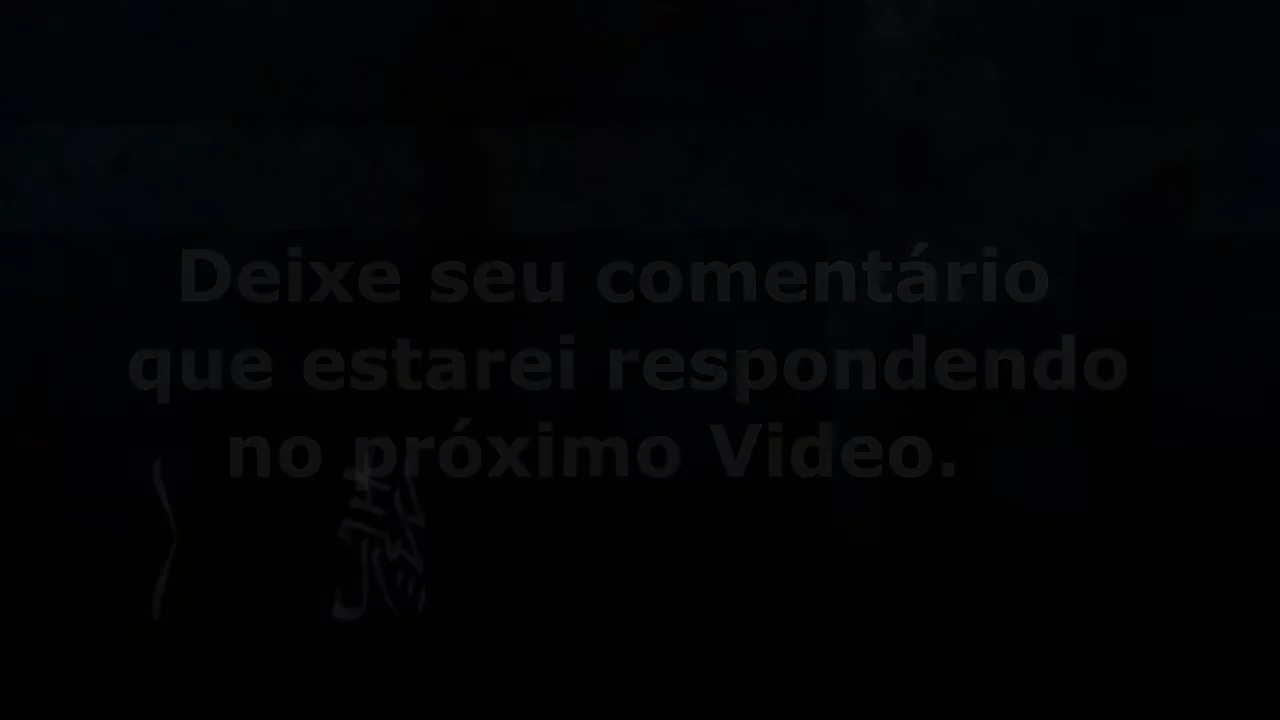 Deixe seu comentário
que estarei respondendo
no próximo Video.